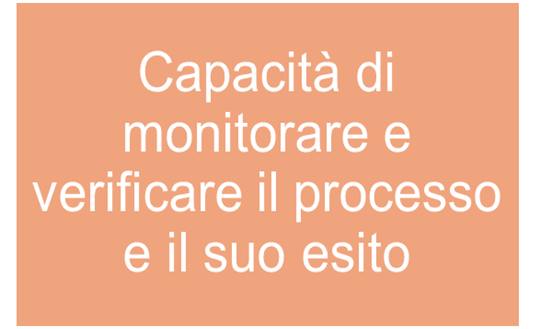 Capacità di
monitorare e
verificare il processo
e il suo esito